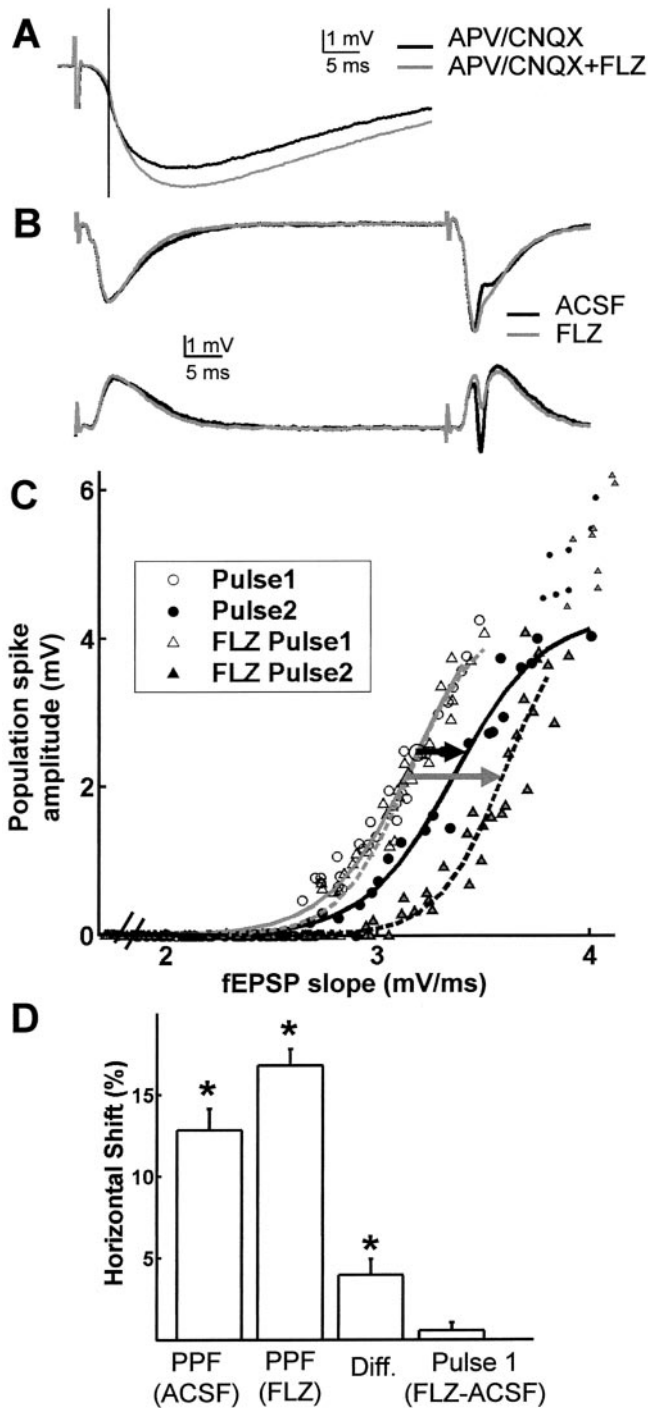 A
1 mV
5 ms
APV/CNQX
APV/CNQX+FLZ
B
ACSF
FLZ
1 mV
5 ms
C
6
4
2
0
Population spike
amplitude (mV)
Pulse1
Pulse2
FLZ Pulse1
FLZ Pulse2
2
3
4
fEPSP slope (mV/ms)
D
Horizontal Shift (%)
15
10
5
*
*
*
PPF
(ACSF)
PPF
(FLZ)
Diff.
Pulse 1
(FLZ-ACSF)